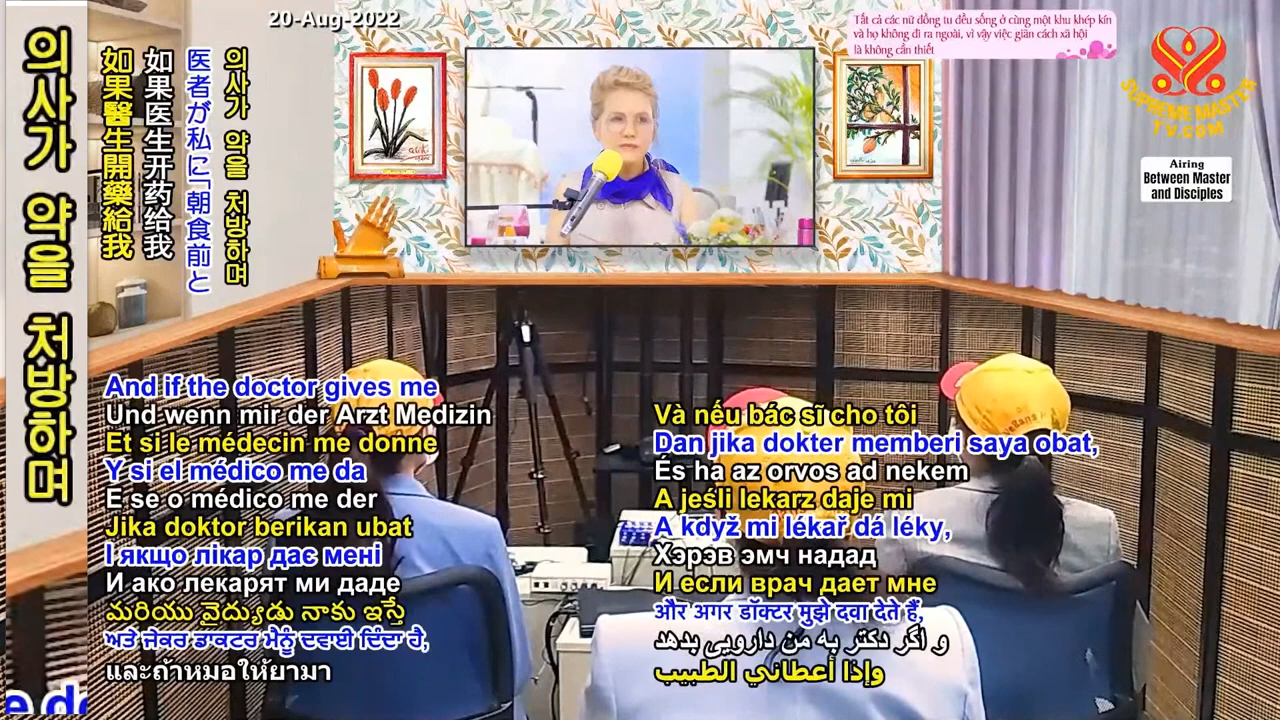 20-Aug-2022
Tất cả các nữ đồng tu đều sống ở cùng một khu khép kín
và họ không đi ra ngoài, vì vậy việc giãn cách xã hội
là không cần thiết
SUPREME MASTER
TV.COM
Airing
Between Master
and Disciples
의사가 약을 처방하며
如果醫生開藥給我
如果医生开药给我
医者が私に「朝食前と
의사가 약을 처방하며
And if the doctor gives me
Und wenn mir der Arzt Medizin
Et si le médecin me donne
Y si el médico me da
E se o médico me der
Jika doktor berikan ubat
І якщо лікар дає мені
И ако лекарят ми даде
మరియు వైద్యుడు నాకు ఇస్తే
ਅਤੇ ਜੇਕਰ ਡਾਕਟਰ ਮੈਨੂੰ ਦਵਾਈ ਦਿੰਦਾ ਹੈ,
และถ้าหมอให้ยามา
Và nếu bác sĩ cho tôi
Dan jika dokter memberi saya obat,
És ha az orvos ad nekem
A jeśli lekarz daje mi
A když mi lékař dá léky,
Хэрэв эмч надад
И если врач дает мне
और अगर डॉक्टर मुझे दवा देते हैं,
و اگر دکتر به من دارویی بدهد
وإذا أعطاني الطبيب